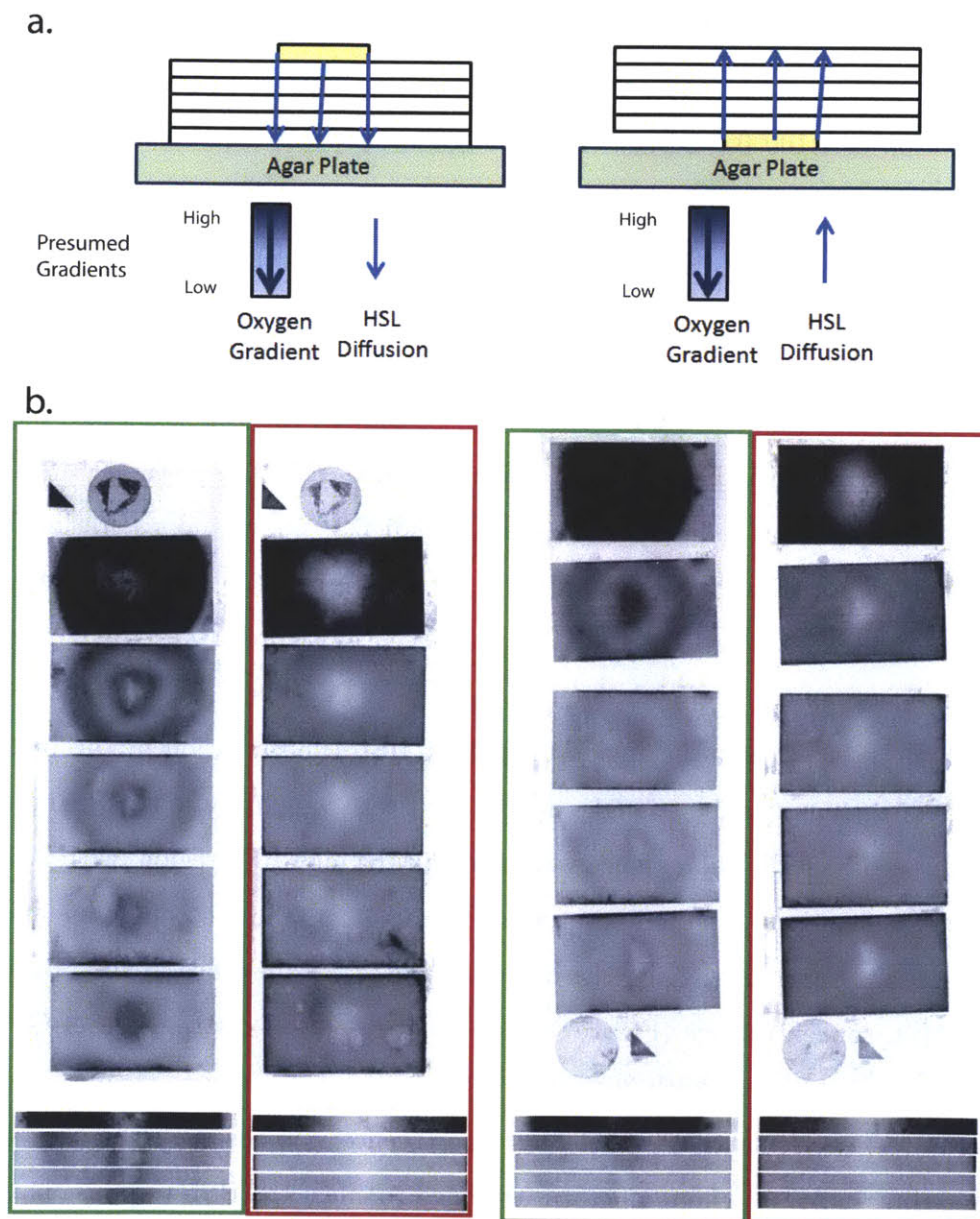 a.
Agar Plate
Agar Plate
Presumed
Gradients
High
Low
Oxygen
Gradient
HSL
Diffusion
High
Low
Oxygen
Gradient
HSL
Diffusion
b.